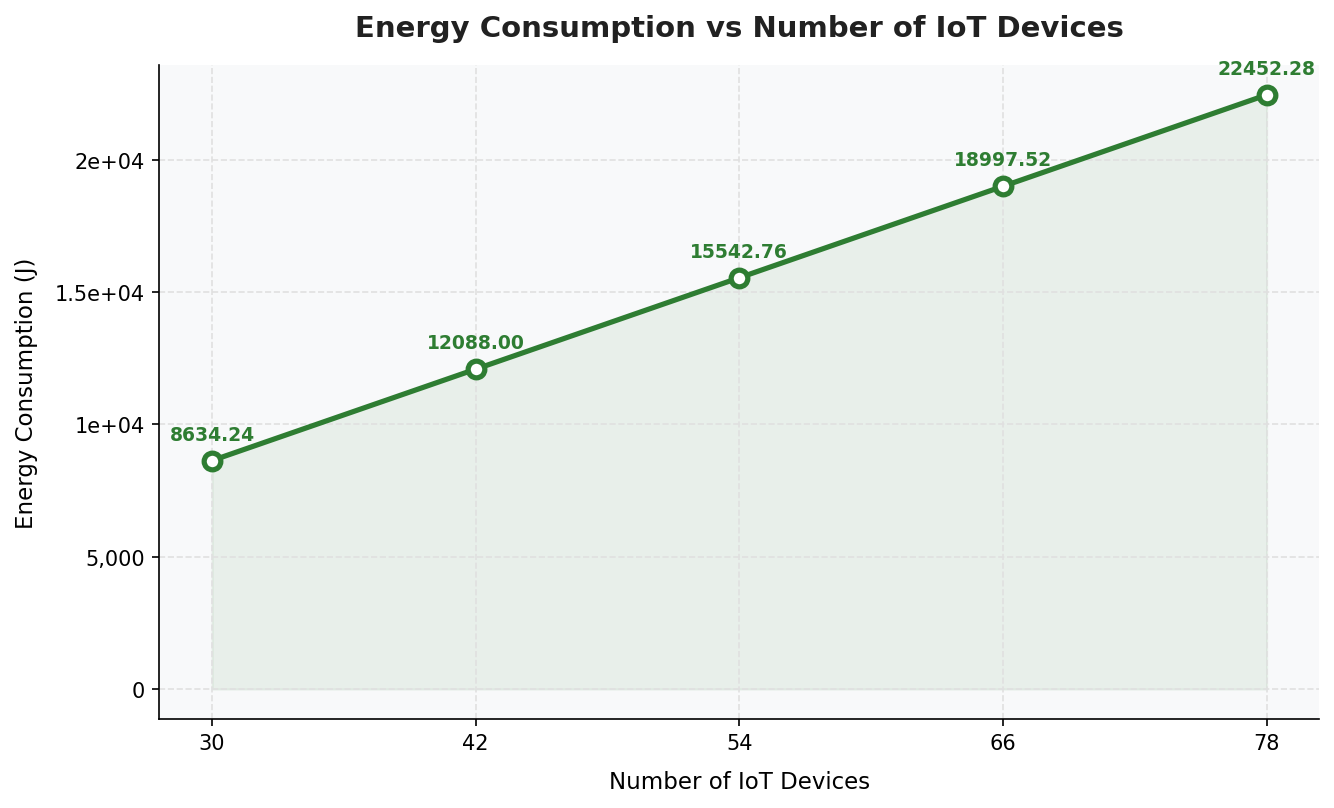 Energy Consumption vs Number of IoT Devices
22452.28
2e+04
18997.52
15542.76
1.5e+04
12088.00
1e+04
8634.24
Energy Consumption (J)
5,000
0
30 42 54 66 78
Number of IoT Devices